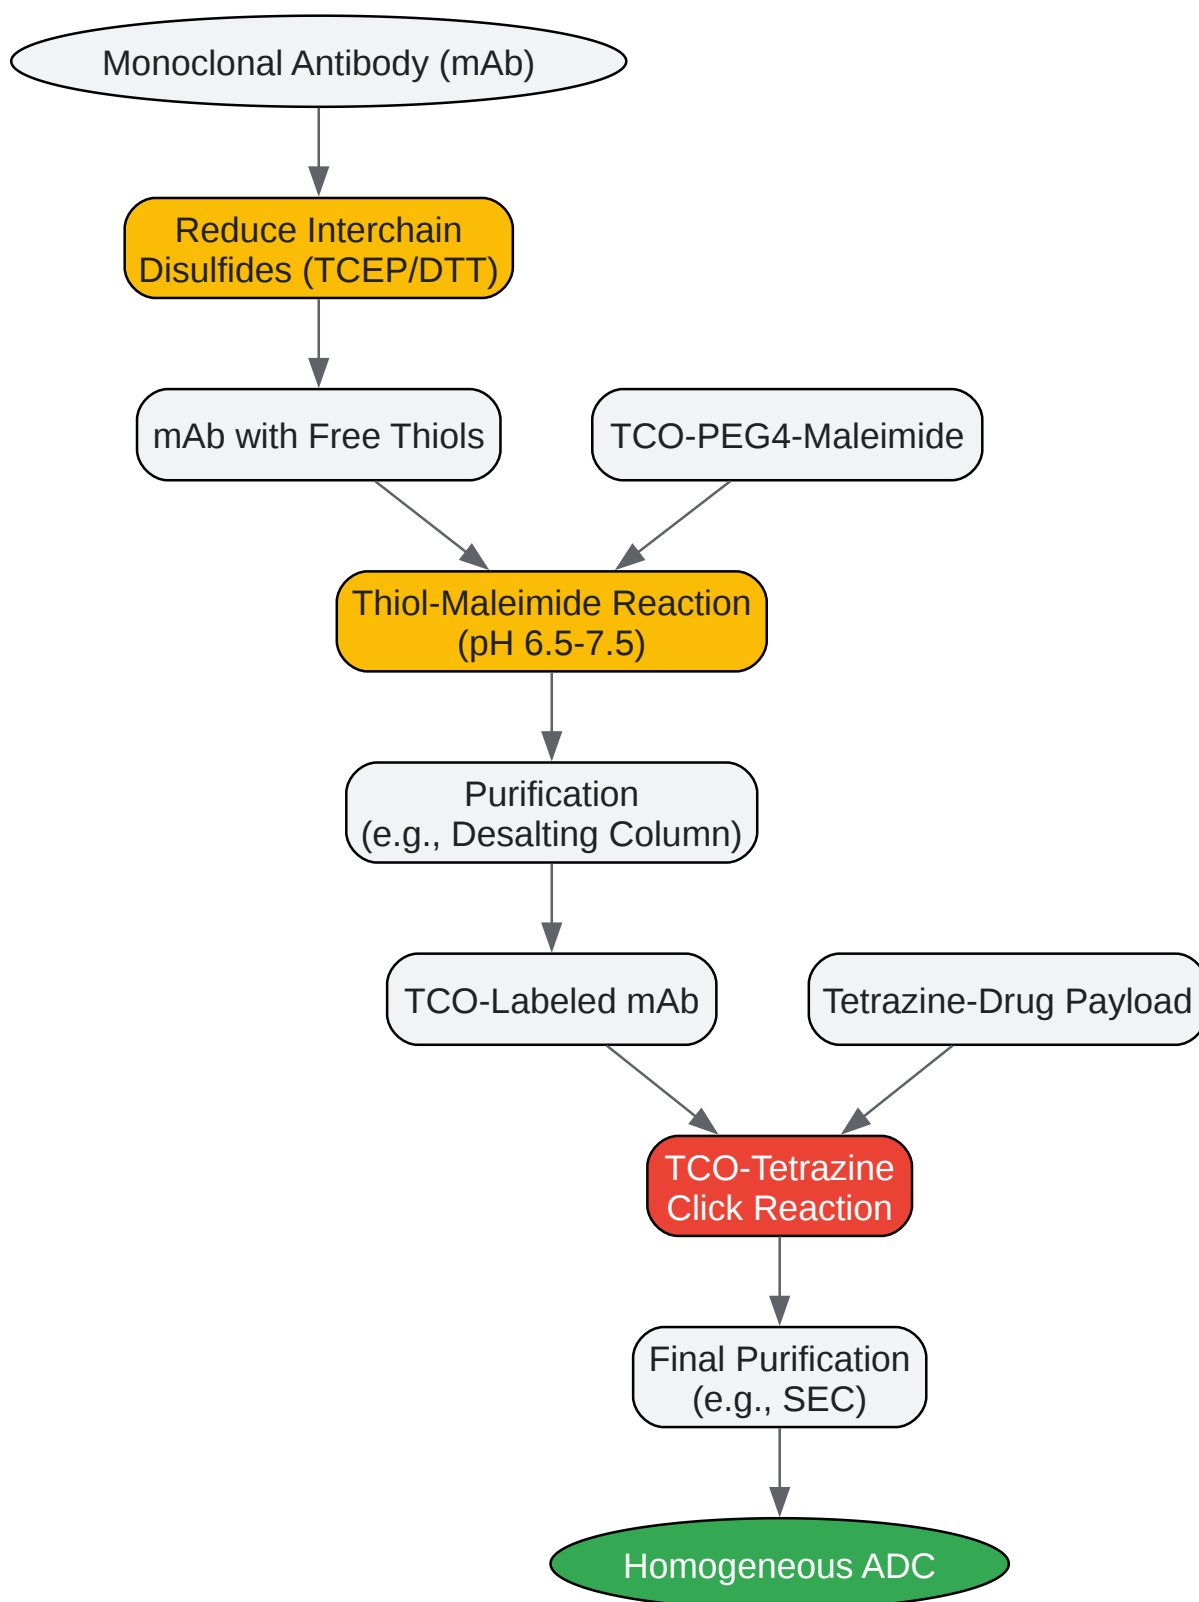 Monoclonal Antibody (mAb)
Reduce Interchain
Disulfides (TCEP/DTT)
mAb with Free Thiols
TCO-PEG4-Maleimide
Thiol-Maleimide Reaction
(pH 6.5-7.5)
Purification
(e.g., Desalting Column)
TCO-Labeled mAb
Tetrazine-Drug Payload
TCO-Tetrazine
Click Reaction
Final Purification
(e.g., SEC)
Homogeneous ADC